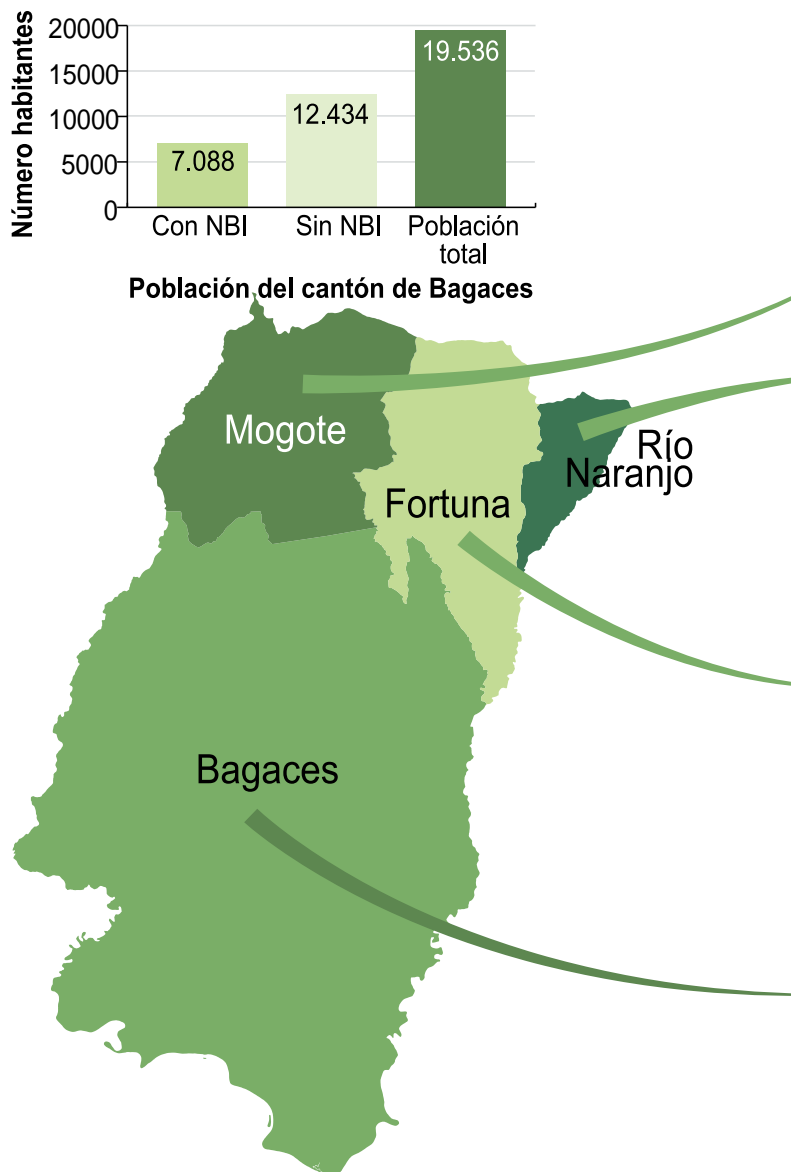 Número habitantes
20000
15000
10000
5000
0
7.088
12.434
19.536
Con NBI
Sin NBI
Población
total
Población del cantón de Bagaces
Mogote
Río
Naranjo
Fortuna
Bagaces